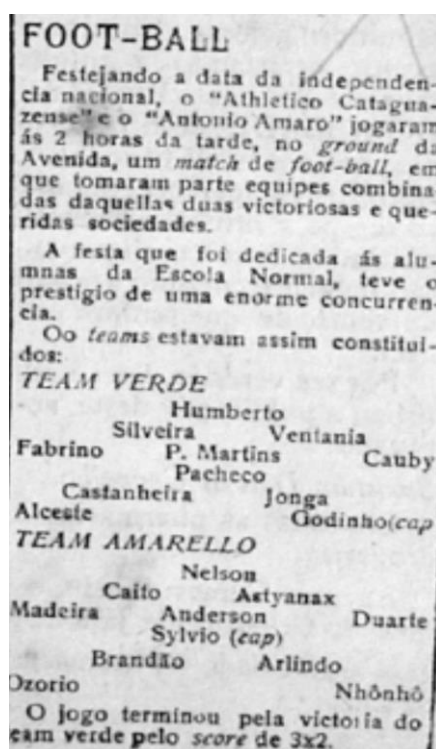 FOOT-BALL
Festejando a data da independen-
cia nacional, o "Athletico Catagua-
zense" e o "Antonio Amaro" jogaram
ás 2 horas da tarde, no ground da
Avenida, um match de foot-ball, em
que tomaram parte equipes combina
das daquellas duas victoriosas e que-
ridas sociedades.
A festa que foi dedicada ás alu-
mnas da Escola Normal, teve o
prestigio de uma enorme concurren-
cia.
Oo teams estavam assim constitui-
dos:
TEAM VERDE
Humberto
Silveira Ventania
Fabrino P. Martins Cauby
Pacheco
Castanheira Jonga
Alceste Godinho(cap
TEAM AMARELLO
Nelson
Caito Astyanax
Madeira Anderson Duarte
Sylvio (cap)
Brandão Arlindo
Ozorio Nhônhô
O jogo terminou pela victoria do
eam verde pelo score de 3x2.